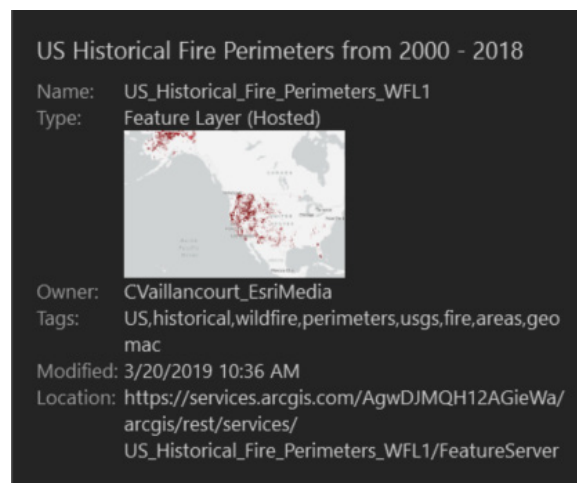 US Historical Fire Perimeters from 2000 - 2018
Name: US_Historical_Fire_Perimeters_WFL1
Type: Feature Layer (Hosted)
Owner: CVaillancourt_EsriMedia
Tags: US,historical,wildfire,perimeters,usgs,fire,areas,geo
mac
Modified: 3/20/2019 10:36 AM
Location: https://services.arcgis.com/AgwDJMQH12AGieWa/
arcgis/rest/services/
US_Historical_Fire_Perimeters_WFL1/FeatureServer